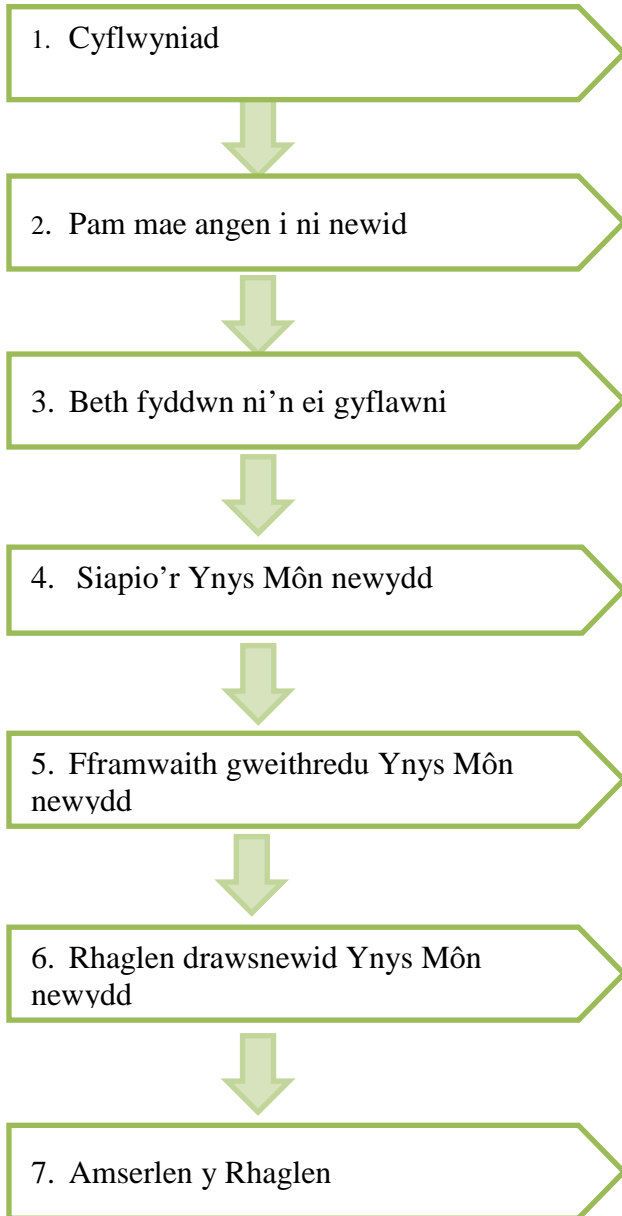 1. Cyflwyniad
2. Pam mae angen i ni newid
3. Beth fyddwn ni’n ei gyflawni
4. Siapio’r Ynys Môn newydd
5. Fframwaith gweithredu Ynys Môn
newydd
6. Rhaglen drawsnewid Ynys Môn
newydd
7. Amserlen y Rhaglen